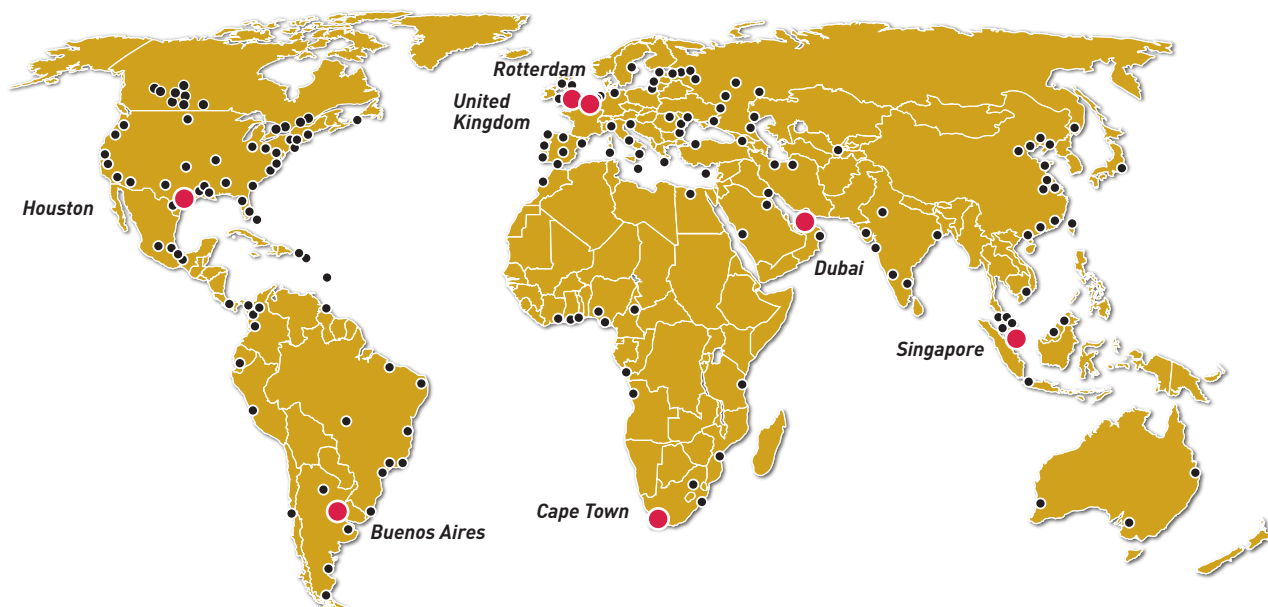 Rotterdam
United
Kingdom
Houston
Dubai
Singapore
Cape Town
Buenos Aires